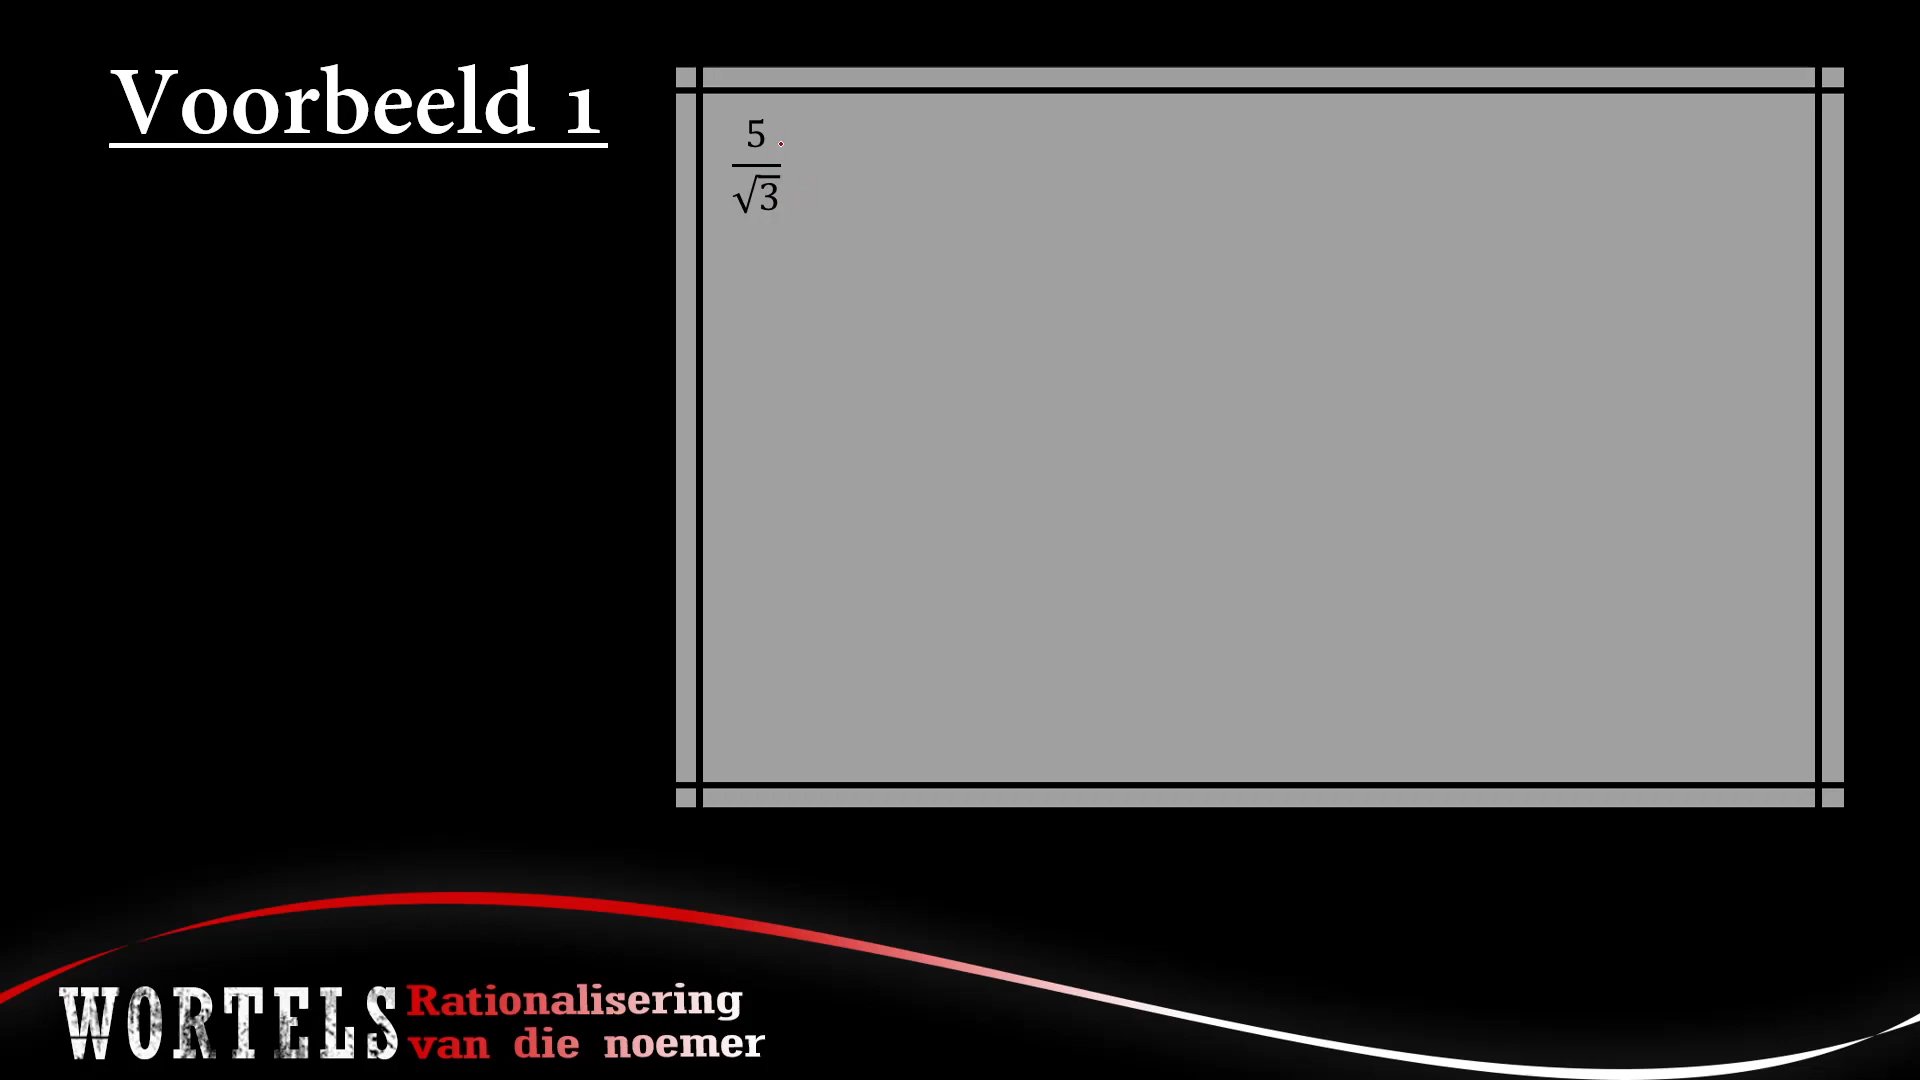 Voorbeeld 1
5
√3
WORTELS
Rationalisering
van die noemer